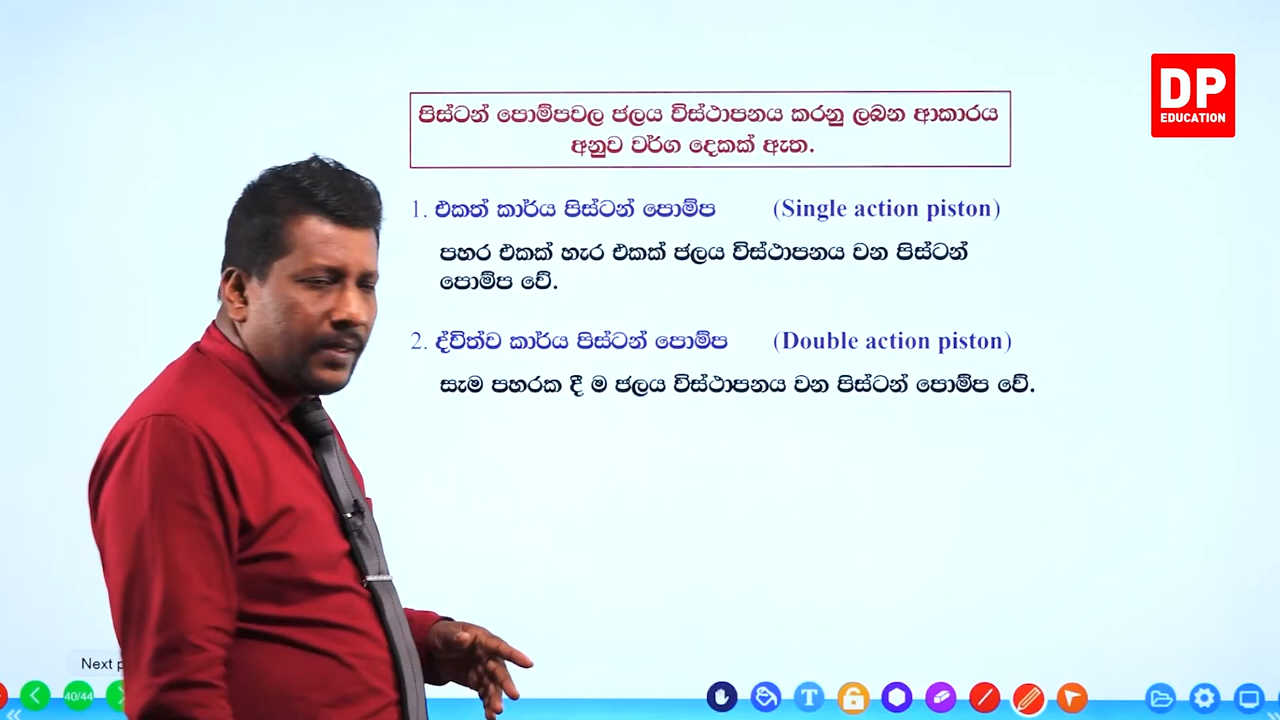 DP
EDUCATION
පිස්ටන් පොම්පවල ජලය විස්ථාපනය කරනු ලබන ආකාරය
අනුව වර්ග දෙකක් ඇත.
1. එකත් කාර්ය පිස්ටන් පොම්ප (Single action piston)
පහර එකක් හැර එකක් ජලය විස්ථාපනය වන පිස්ටන්
පොම්ප වේ.
2. ද්විත්ව කාර්ය පිස්ටන් පොම්ප (Double action piston)
සැම පහරක දී ම ජලය විස්ථාපනය වන පිස්ටන් පොම්ප වේ.
Next p
40/44
T